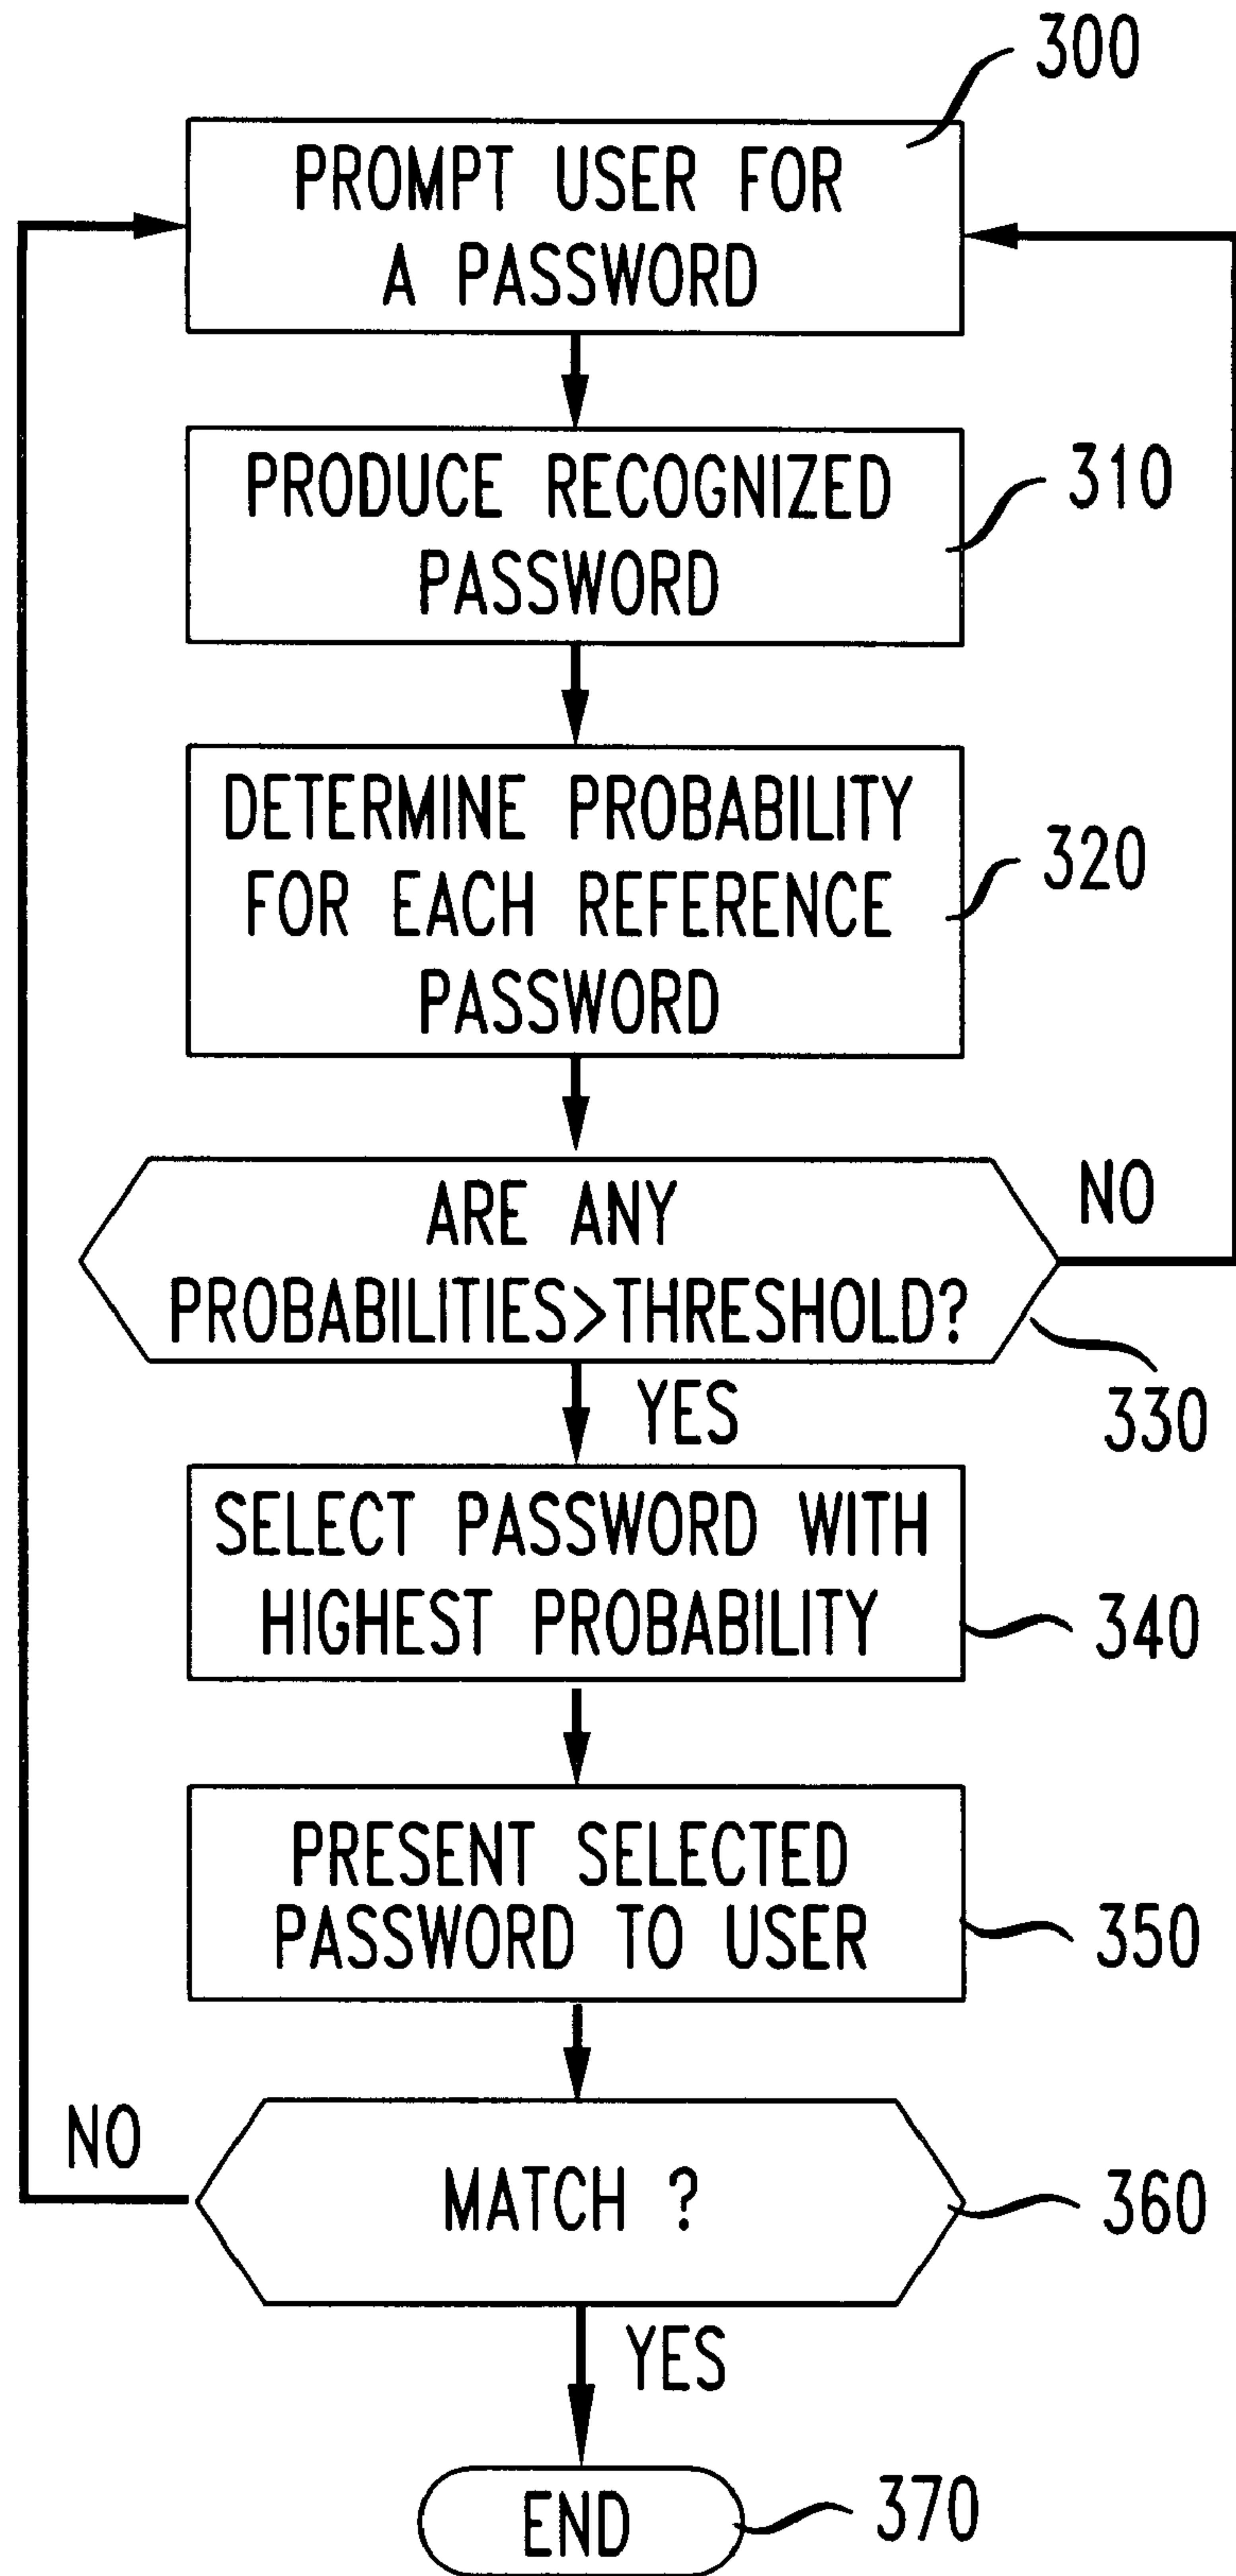 300
PROMPT USER FOR
A PASSWORD
PRODUCE RECOGNIZED
PASSWORD
310
DETERMINE PROBABILITY
FOR EACH REFERENCE
PASSWORD
320
ARE ANY
PROBABILITIES>THRESHOLD?
NO
330
YES
SELECT PASSWORD WITH
HIGHEST PROBABILITY
340
PRESENT SELECTED
PASSWORD TO USER
350
NO
MATCH ?
360
YES
END
370